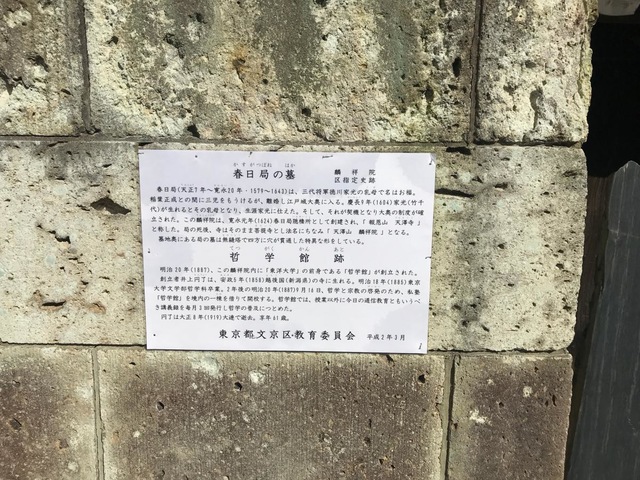 かすがつぼね はか
春日局の墓 麟祥院
区指定史跡
春日局(天正7年〜寛永20年・1579〜1643)は、三代将軍徳川家光の乳母で名はお福。
稲葉正成との間に三児をもうけるが、離婚し江戸城大奥に入る。慶長9年(1604)家光(竹千
代)が生れるとその乳母となり、生涯家光に仕えた。そして、それが契機となり大奥の制度が確
立された。この麟祥院は、寛永元年(1624)春日局隠棲所として創建され、「報恩山 天澤寺」
と称した。局の死後、寺はそのまま菩提寺とし法名にちなみ「天澤山 麟祥院」となる。
墓地奥にある局の墓は無縫塔で四方に穴が貫通した特異な形をしている。
てつ がく かん あと
哲学館跡
明治20年(1887)、この麟祥院内に「東洋大学」の前身である「哲学館」が創立された。
創立者井上円了は、安政5年(1858)越後国(新潟県)の寺に生れる。明治18年(1885)東京
大学文学部哲学科卒業。2年後の明治20年(1887)9月16日、哲学と宗教の啓発のため、私塾
「哲学館」を境内の一棟を借りて開校する。哲学館では、授業以外に今日の通信教育ともいうべ
き講義録を毎月3回発行し哲学の普及につとめた。
円了は大正8年(1919)大連で逝去。享年61歳。
東京都文京区教育委員会 平成2年3月